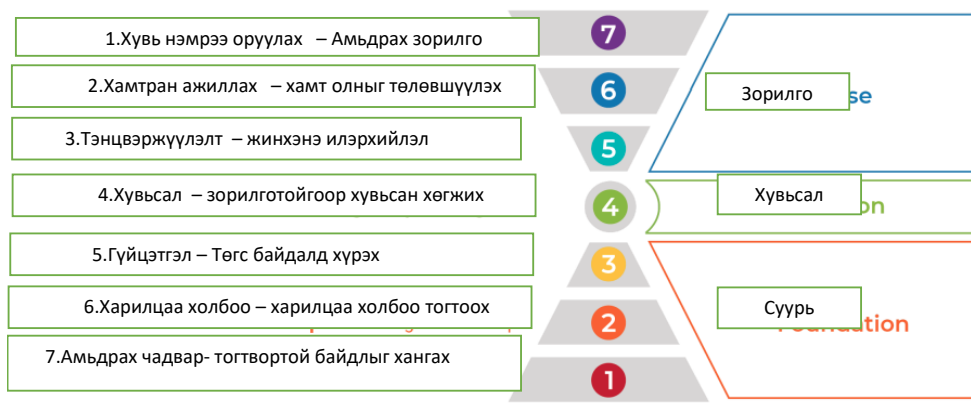 1.Хувь нэмрээ оруулах – Амьдрах зорилго
7
2.Хамтран ажиллах – хамт олныг төлөвшүүлэх
6
Зорилго
se
3.Тэнцвэржүүлэлт – жинхэнэ илэрхийлэл
5
4.Хувьсал – зорилготойгоор хувьсан хөгжих
4
Хувьсал
on
5.Гүйцэтгэл – Төгс байдалд хүрэх
3
6.Харилцаа холбоо – харилцаа холбоо тогтоох
2
Суурь
Foundation
7.Амьдрах чадвар- тогтвортой байдлыг хангах
1